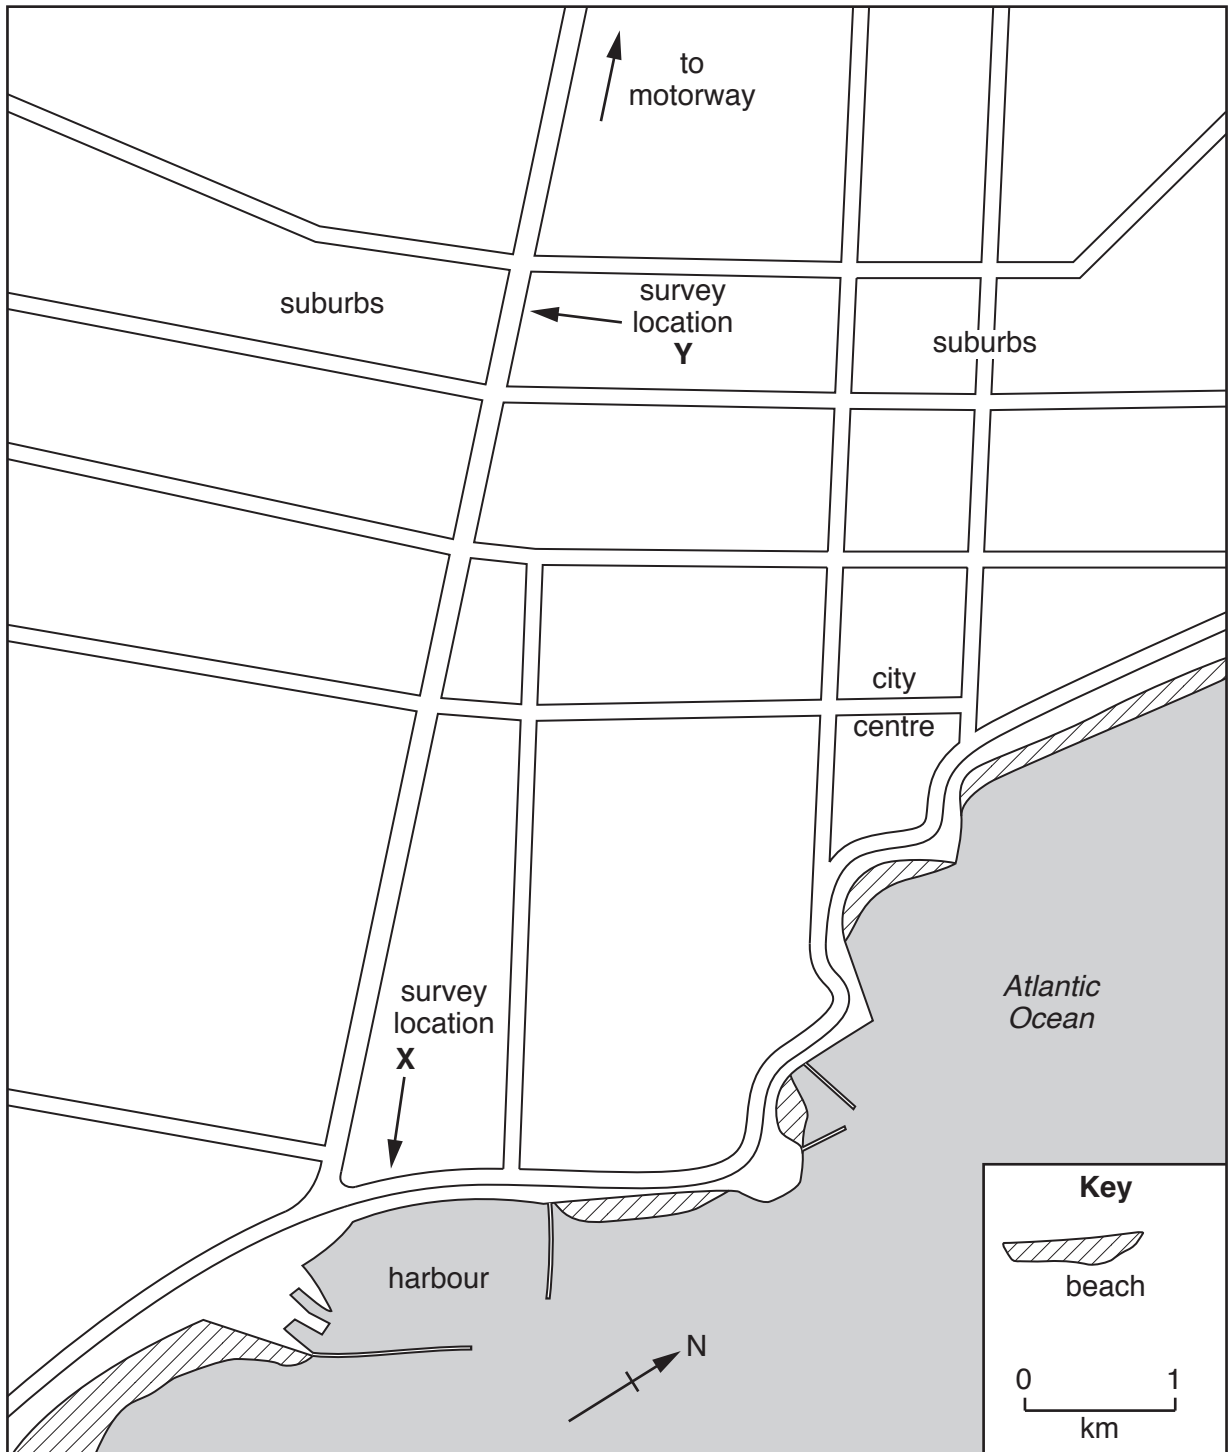 to
motorway
suburbs
survey
location
Y
suburbs
city
centre
survey
location
X
Atlantic
Ocean
harbour
N
Key
beach
0 1
km